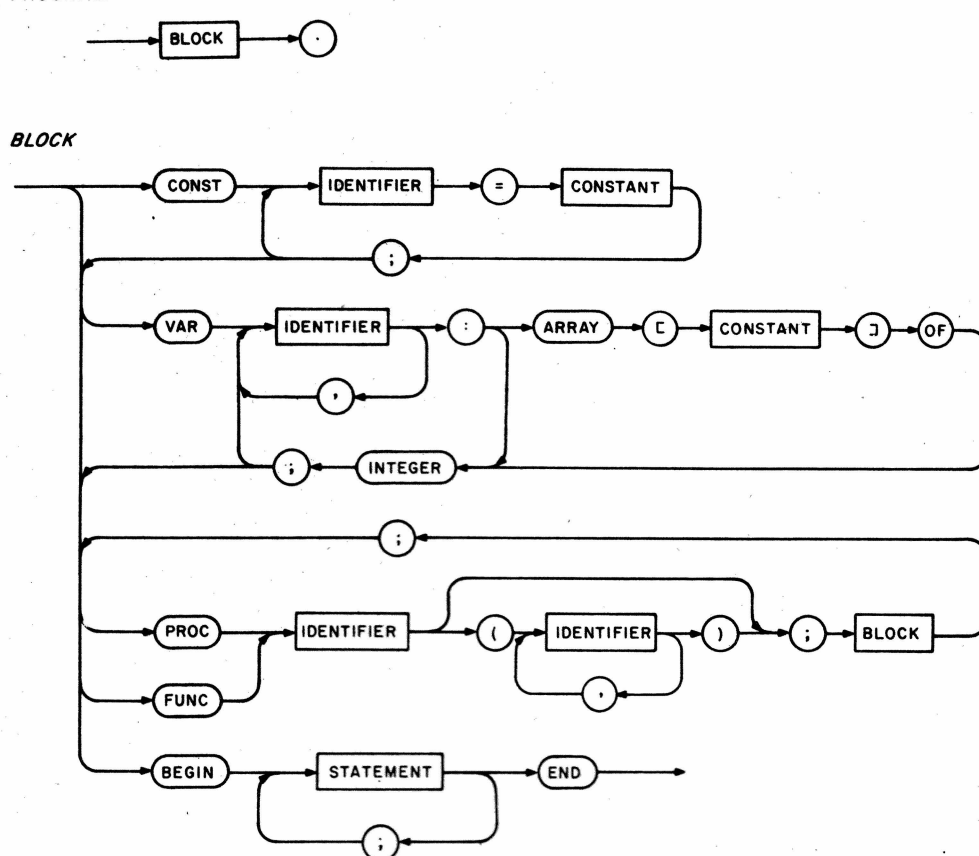 BLOCK .
BLOCK
CONST IDENTIFIER = CONSTANT
;
VAR IDENTIFIER : ARRAY [ CONSTANT ] OF
,
; INTEGER
;
PROC IDENTIFIER ( IDENTIFIER ) ; BLOCK
,
FUNC
BEGIN STATEMENT END
;